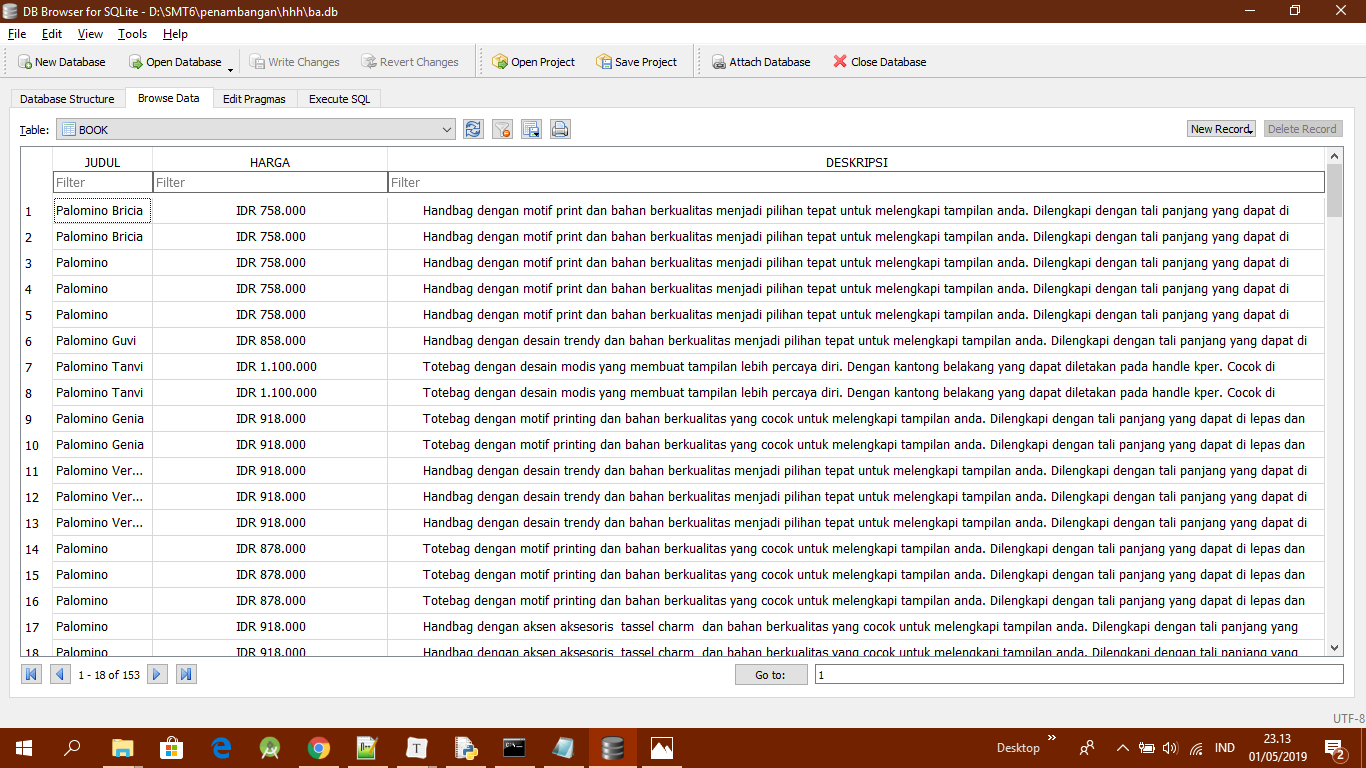 DB Browser for SQLite - D:\SMT6\penambangan\hhh\ba.db
File Edit View Tools Help
New Database Open Database Write Changes Revert Changes Open Project Save Project Attach Database Close Database
Database Structure Browse Data Edit Pragmas Execute SQL
Table: BOOK New Record Delete Record
JUDUL HARGA DESKRIPSI
Filter Filter Filter
1 Palomino Bricia IDR 758.000 Handbag dengan motif print dan bahan berkualitas menjadi pilihan tepat untuk melengkapi tampilan anda. Dilengkapi dengan tali panjang yang dapat di
2 Palomino Bricia IDR 758.000 Handbag dengan motif print dan bahan berkualitas menjadi pilihan tepat untuk melengkapi tampilan anda. Dilengkapi dengan tali panjang yang dapat di
3 Palomino IDR 758.000 Handbag dengan motif print dan bahan berkualitas menjadi pilihan tepat untuk melengkapi tampilan anda. Dilengkapi dengan tali panjang yang dapat di
4 Palomino IDR 758.000 Handbag dengan motif print dan bahan berkualitas menjadi pilihan tepat untuk melengkapi tampilan anda. Dilengkapi dengan tali panjang yang dapat di
5 Palomino IDR 758.000 Handbag dengan motif print dan bahan berkualitas menjadi pilihan tepat untuk melengkapi tampilan anda. Dilengkapi dengan tali panjang yang dapat di
6 Palomino Guvi IDR 858.000 Handbag dengan desain trendy dan bahan berkualitas menjadi pilihan tepat untuk melengkapi tampilan anda. Dilengkapi dengan tali panjang yang dapat di
7 Palomino Tanvi IDR 1.100.000 Totebag dengan desain modis yang membuat tampilan lebih percaya diri. Dengan kantong belakang yang dapat diletakan pada handle kper. Cocok di
8 Palomino Tanvi IDR 1.100.000 Totebag dengan desain modis yang membuat tampilan lebih percaya diri. Dengan kantong belakang yang dapat diletakan pada handle kper. Cocok di
9 Palomino Genia IDR 918.000 Totebag dengan motif printing dan bahan berkualitas yang cocok untuk melengkapi tampilan anda. Dilengkapi dengan tali panjang yang dapat di lepas dan
10 Palomino Genia IDR 918.000 Totebag dengan motif printing dan bahan berkualitas yang cocok untuk melengkapi tampilan anda. Dilengkapi dengan tali panjang yang dapat di lepas dan
11 Palomino Ver... IDR 918.000 Handbag dengan desain trendy dan bahan berkualitas menjadi pilihan tepat untuk melengkapi tampilan anda. Dilengkapi dengan tali panjang yang dapat di
12 Palomino Ver... IDR 918.000 Handbag dengan desain trendy dan bahan berkualitas menjadi pilihan tepat untuk melengkapi tampilan anda. Dilengkapi dengan tali panjang yang dapat di
13 Palomino Ver... IDR 918.000 Handbag dengan desain trendy dan bahan berkualitas menjadi pilihan tepat untuk melengkapi tampilan anda. Dilengkapi dengan tali panjang yang dapat di
14 Palomino IDR 878.000 Totebag dengan motif printing dan bahan berkualitas yang cocok untuk melengkapi tampilan anda. Dilengkapi dengan tali panjang yang dapat di lepas dan
15 Palomino IDR 878.000 Totebag dengan motif printing dan bahan berkualitas yang cocok untuk melengkapi tampilan anda. Dilengkapi dengan tali panjang yang dapat di lepas dan
16 Palomino IDR 878.000 Totebag dengan motif printing dan bahan berkualitas yang cocok untuk melengkapi tampilan anda. Dilengkapi dengan tali panjang yang dapat di lepas dan
17 Palomino IDR 918.000 Handbag dengan aksen aksesoris tassel charm dan bahan berkualitas yang cocok untuk melengkapi tampilan anda. Dilengkapi dengan tali panjang yang
18 Palomino IDR 918.000 Handbag dengan aksen aksesoris tassel charm dan bahan berkualitas yang cocok untuk melengkapi tampilan anda. Dilengkapi dengan tali panjang yang
1 - 18 of 153 Go to: 1
UTF-8
Desktop IND 23.13
01/05/2019 2